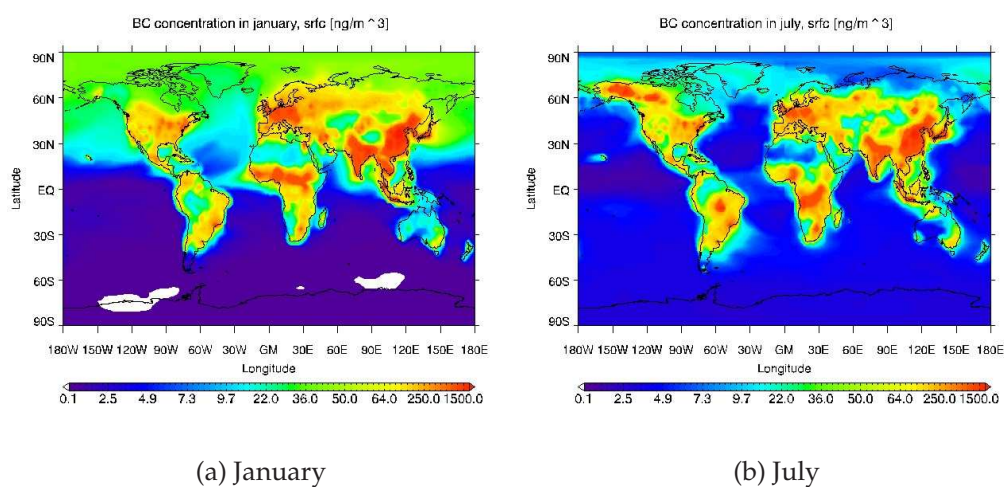 BC concentration in january, srfc [ng/m ^ 3]
90N
60N
30N
EQ
30S
60S
90S
Latitude
180W 150W 120W 90W 60W 30W GM 30E 60E 90E 120E 150E 180E
Longitude
0.1 2.5 4.9 7.3 9.7 22.0 36.0 50.0 64.0 250.0 1500.0
(a) January
BC concentration in july, srfc [ng/m ^ 3]
90N
60N
30N
EQ
30S
60S
90S
Latitude
180W 150W 120W 90W 60W 30W GM 30E 60E 90E 120E 150E 180E
Longitude
0.1 2.5 4.9 7.3 9.7 22.0 36.0 50.0 64.0 250.0 1500.0
(b) July